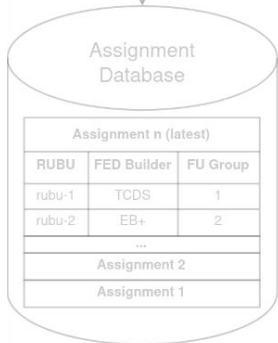 Assignment
Database
Assignment n (latest)
RUBU FED Builder FU Group
rubu-1 TCDS 1
rubu-2 EB+ 2
...
Assignment 2
Assignment 1